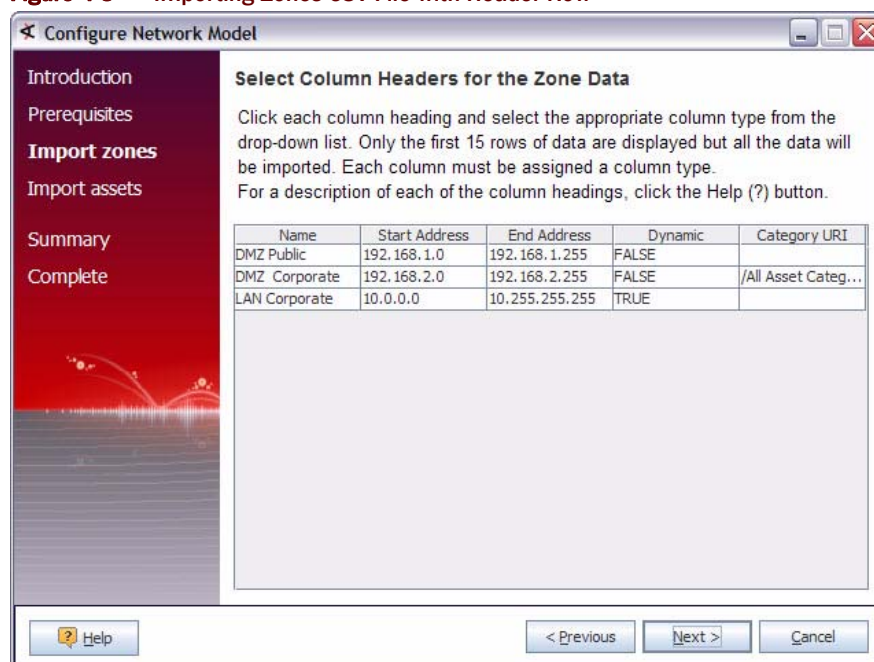 Configure Network Model
Introduction
Prerequisites
Import zones
Import assets
Summary
Complete
Select Column Headers for the Zone Data
Click each column heading and select the appropriate column type from the
drop-down list. Only the first 15 rows of data are displayed but all the data will
be imported. Each column must be assigned a column type.
For a description of each of the column headings, click the Help (?) button.
Name Start Address End Address Dynamic Category URI
DMZ Public 192.168.1.0 192.168.1.255 FALSE
DMZ Corporate 192.168.2.0 192.168.2.255 FALSE /All Asset Categ...
LAN Corporate 10.0.0.0 10.255.255.255 TRUE
Help
< Previous Next > Cancel